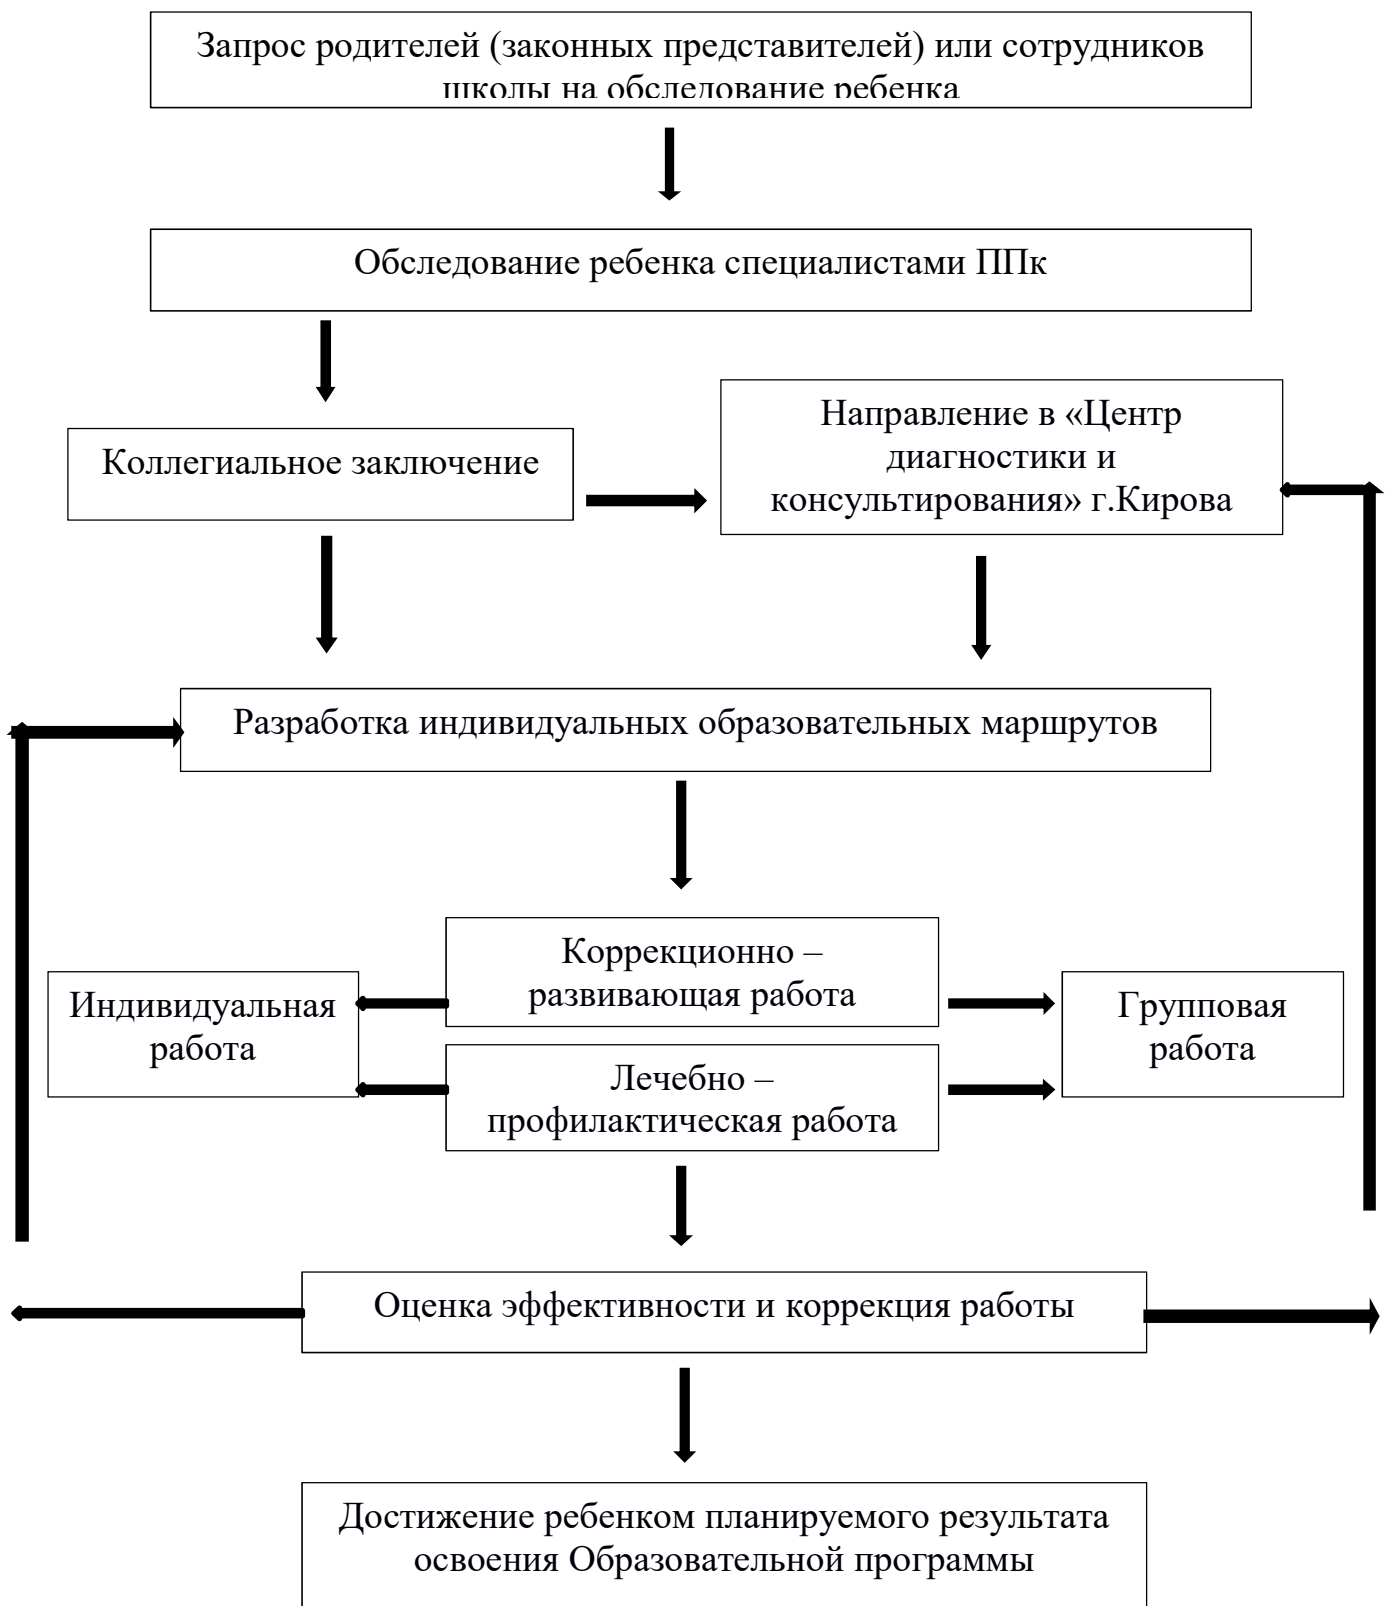 Запрос родителей (законных представителей) или сотрудников
школы на обследование ребенка
Обследование ребенка специалистами ППк
Коллегиальное заключение
Направление в «Центр
диагностики и
консультирования» г.Кирова
Разработка индивидуальных образовательных маршрутов
Коррекционно –
развивающая работа
Индивидуальная
работа
Групповая
работа
Лечебно –
профилактическая работа
Оценка эффективности и коррекция работы
Достижение ребенком планируемого результата
освоения Образовательной программы